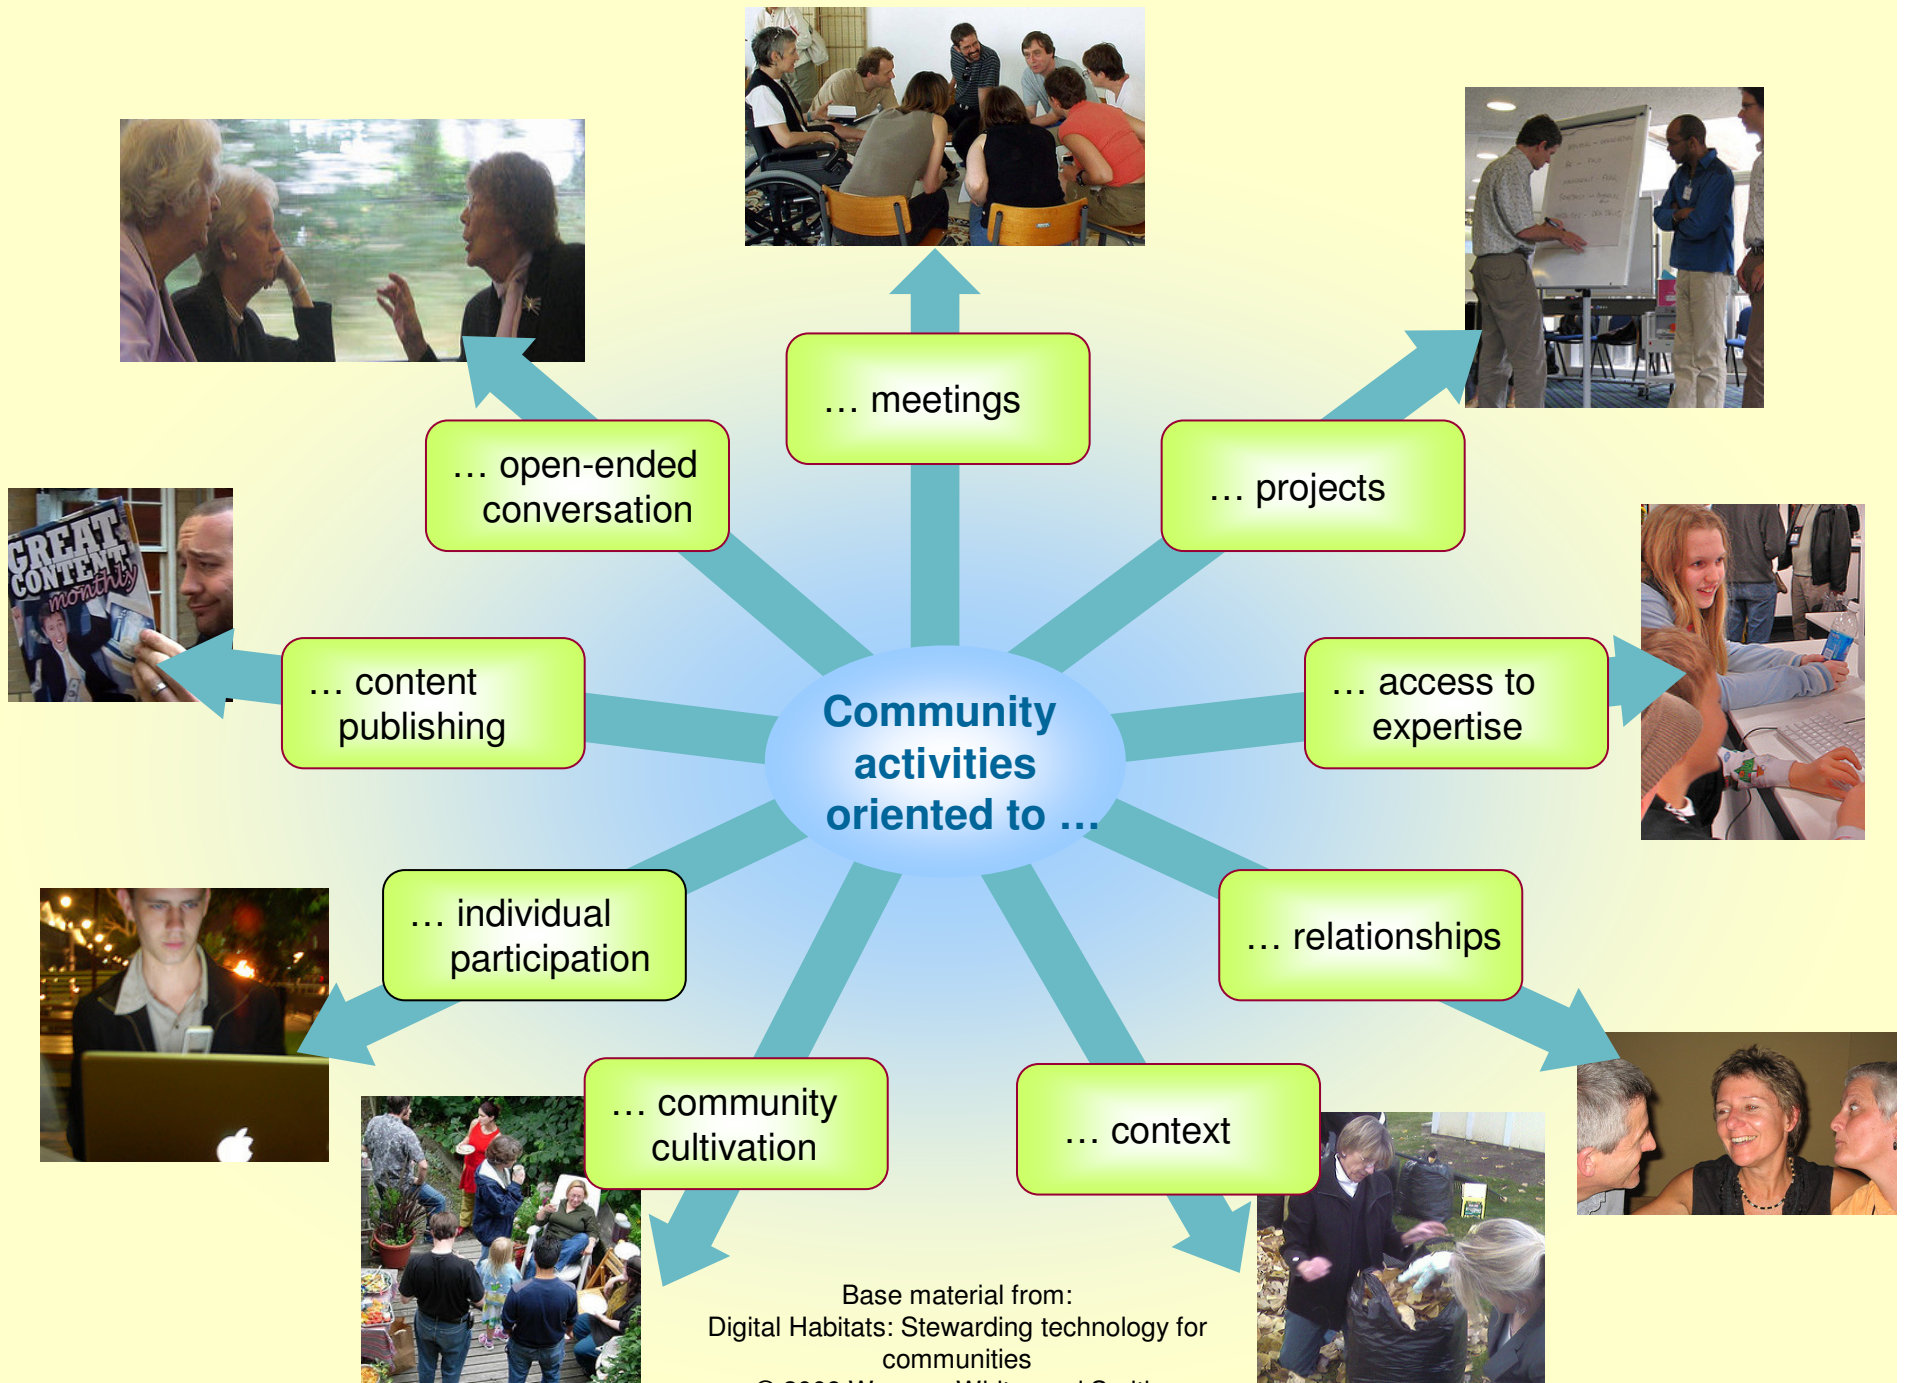 … meetings
… open-ended
conversation
… projects
GREAT
CONTENT
monthly
… content
publishing
… access to
expertise
Community
activities
oriented to …
… individual
participation
… relationships
… community
cultivation
… context
Base material from:
Digital Habitats: Stewarding technology for
communities